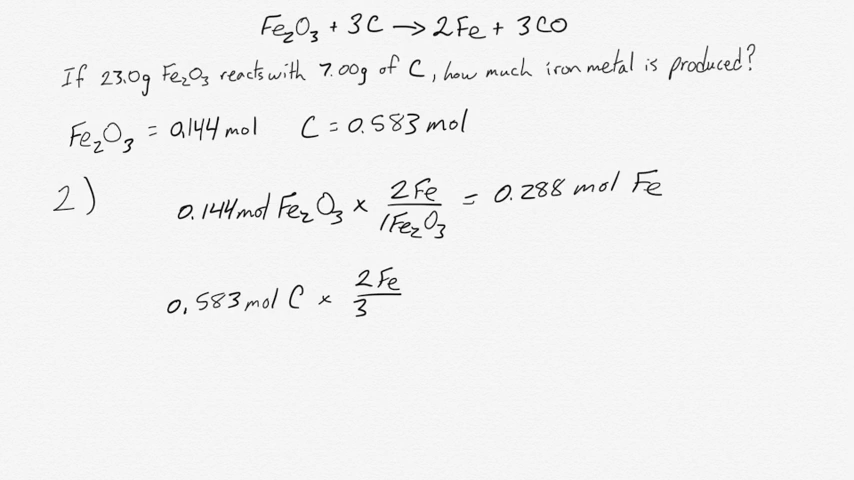 Fe₂O₃ + 3C → 2Fe + 3CO
If 23.0g Fe₂O₃ reacts with 7.00g of C, how much iron metal is produced?
Fe₂O₃ = 0.144 mol C = 0.583 mol
2) 0.144 mol Fe₂O₃ × 2Fe / 1Fe₂O₃ = 0.288 mol Fe
0.583 mol C × 2Fe / 3